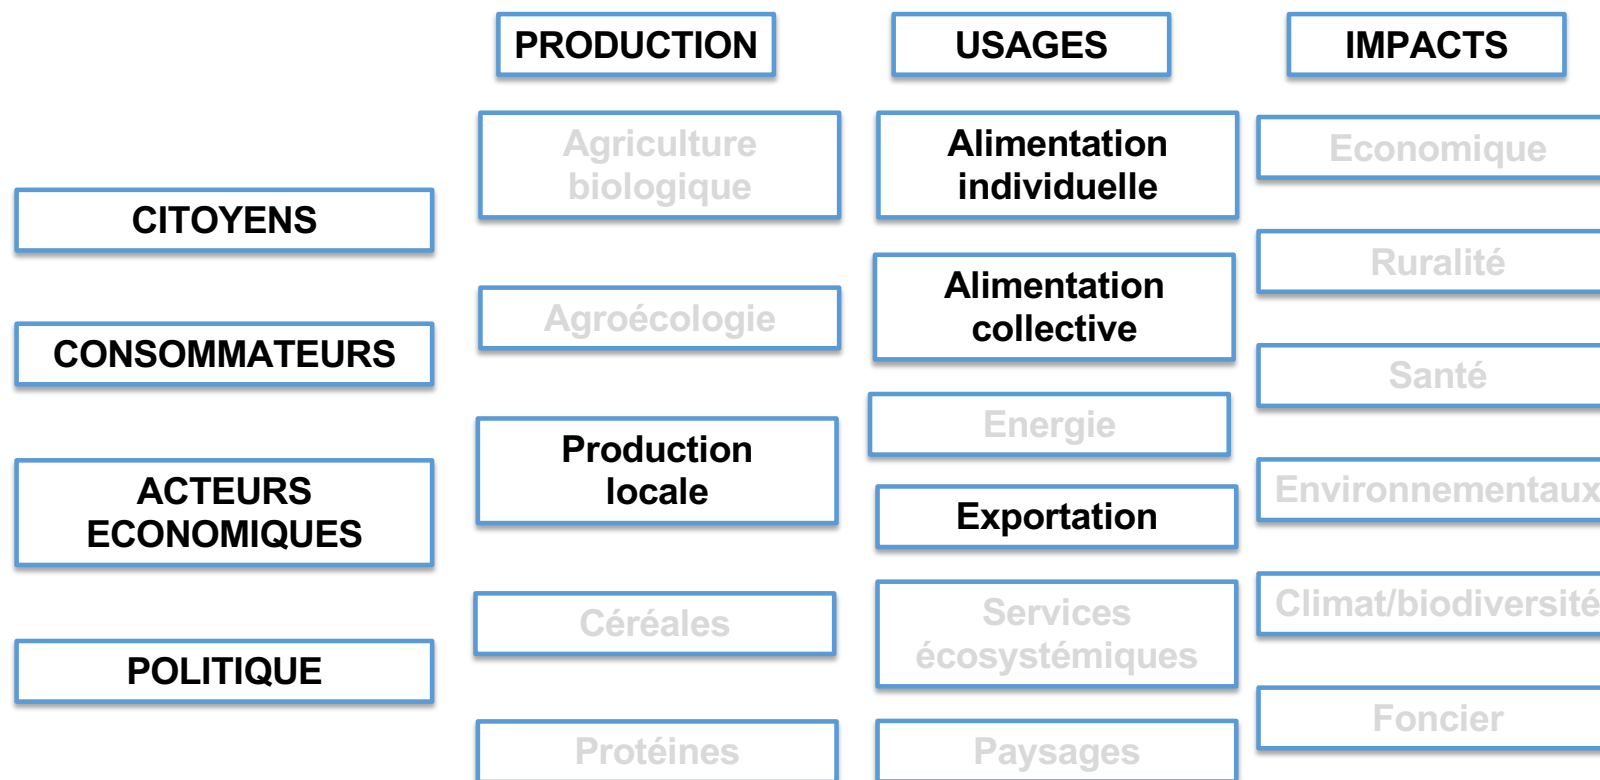 PRODUCTION
USAGES
IMPACTS
CITOYENS
CONSOMMATEURS
ACTEURS
ECONOMIQUES
POLITIQUE
Agriculture
biologique
Agroécologie
Production
locale
Céréales
Protéines
Alimentation
individuelle
Alimentation
collective
Energie
Exportation
Services
écosystémiques
Paysages
Economique
Ruralité
Santé
Environnementaux
Climat/biodiversité
Foncier